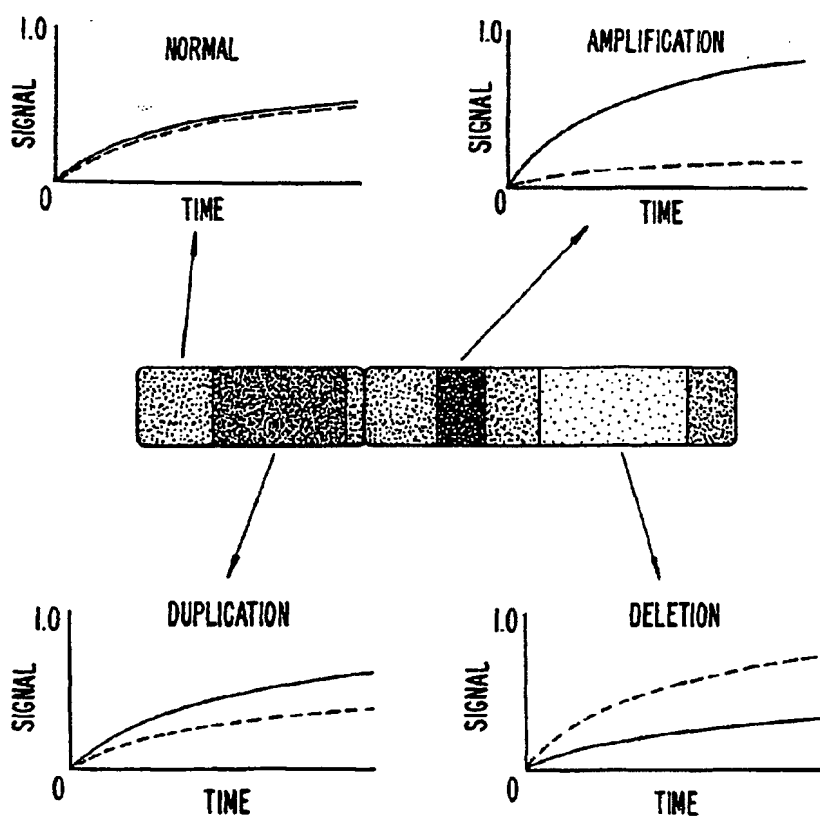 1.0
NORMAL
SIGNAL
0
TIME
1.0
AMPLIFICATION
SIGNAL
0
TIME
1.0
DUPLICATION
SIGNAL
0
TIME
1.0
DELETION
SIGNAL
0
TIME